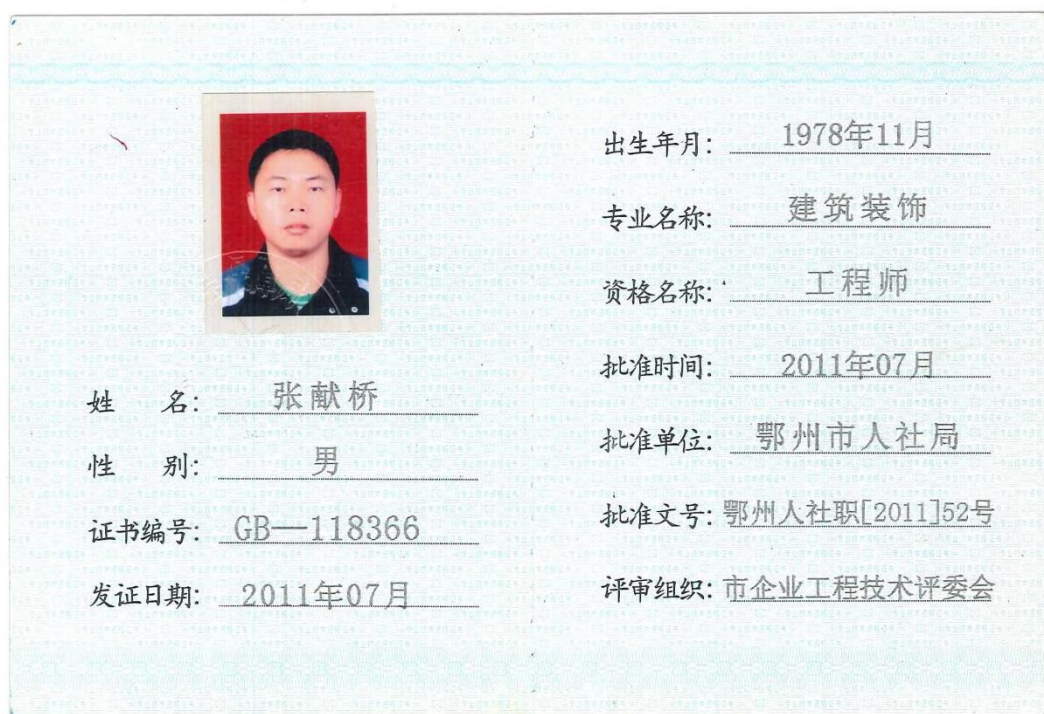 姓 名: 张献桥
性 别: 男
证书编号: GB—118366
发证日期: 2011年07月
出生年月: 1978年11月
专业名称: 建筑装饰
资格名称: 工程师
批准时间: 2011年07月
批准单位: 鄂州市人社局
批准文号: 鄂州人社职[2011]52号
评审组织: 市企业工程技术评委会